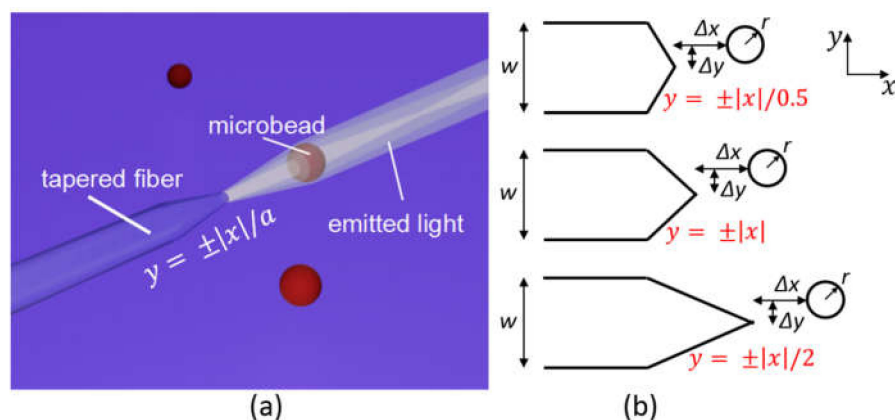 microbead
tapered fiber
emitted light
y = ±|x|/a
(a)
w
Δx
r
Δy
y = ±|x|/0.5
y
x
w
Δx
r
Δy
y = ±|x|
w
Δx
r
Δy
y = ±|x|/2
(b)